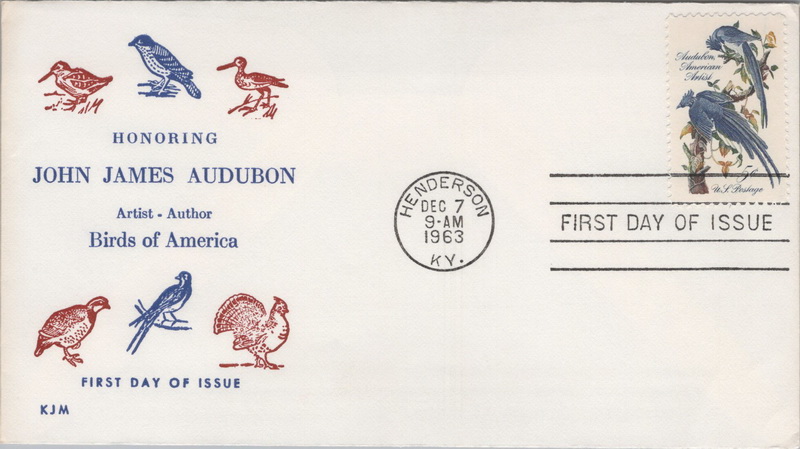 HONORING
JOHN JAMES AUDUBON
Artist - Author
Birds of America
FIRST DAY OF ISSUE
KJM
HENDERSON
DEC 7
9-AM
1963
KY.
Audubon,
American
Artist
5¢
U.S. Postage
FIRST DAY OF ISSUE